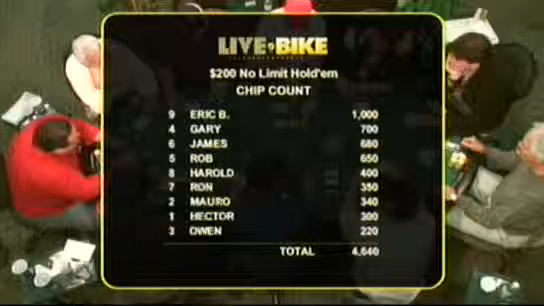 LIVE at the BIKE
$200 No Limit Hold'em
CHIP COUNT
9 ERIC B. 1,000
4 GARY 700
6 JAMES 680
5 ROB 650
8 HAROLD 400
7 RON 350
2 MAURO 340
1 HECTOR 300
3 OWEN 220
TOTAL 4,640